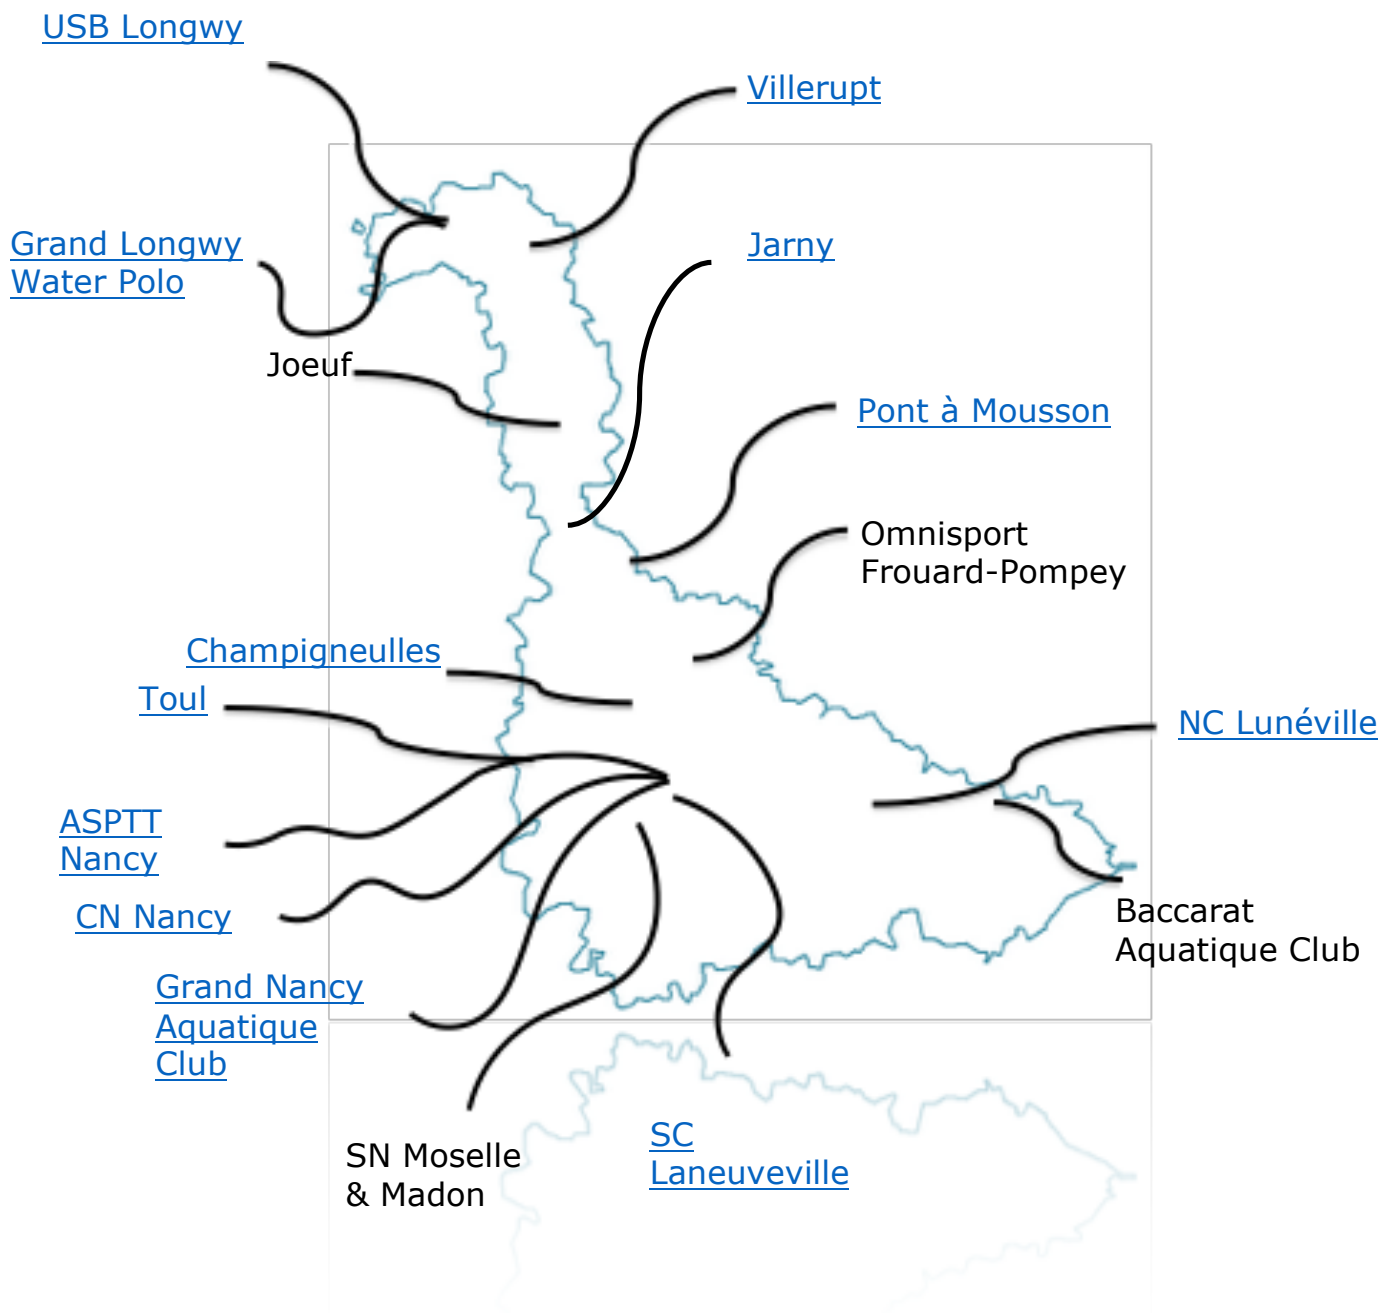 USB Longwy
Villerupt
Grand Longwy
Water Polo
Jarny
Joeuf
Pont à Mousson
Omnisport
Frouard-Pompey
Champigneulles
Toul
NC Lunéville
ASPTT
Nancy
CN Nancy
Baccarat
Aquatique Club
Grand Nancy
Aquatique
Club
SN Moselle
& Madon
SC
Laneuveville